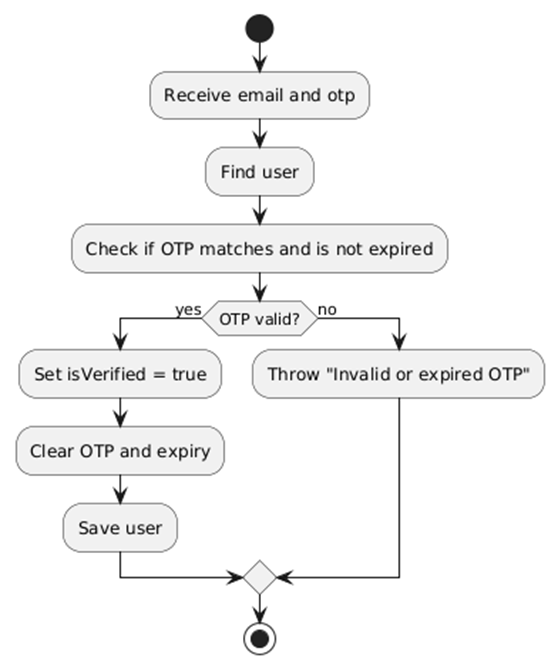 Receive email and otp
Find user
Check if OTP matches and is not expired
yes
OTP valid?
no
Set isVerified = true
Throw "Invalid or expired OTP"
Clear OTP and expiry
Save user